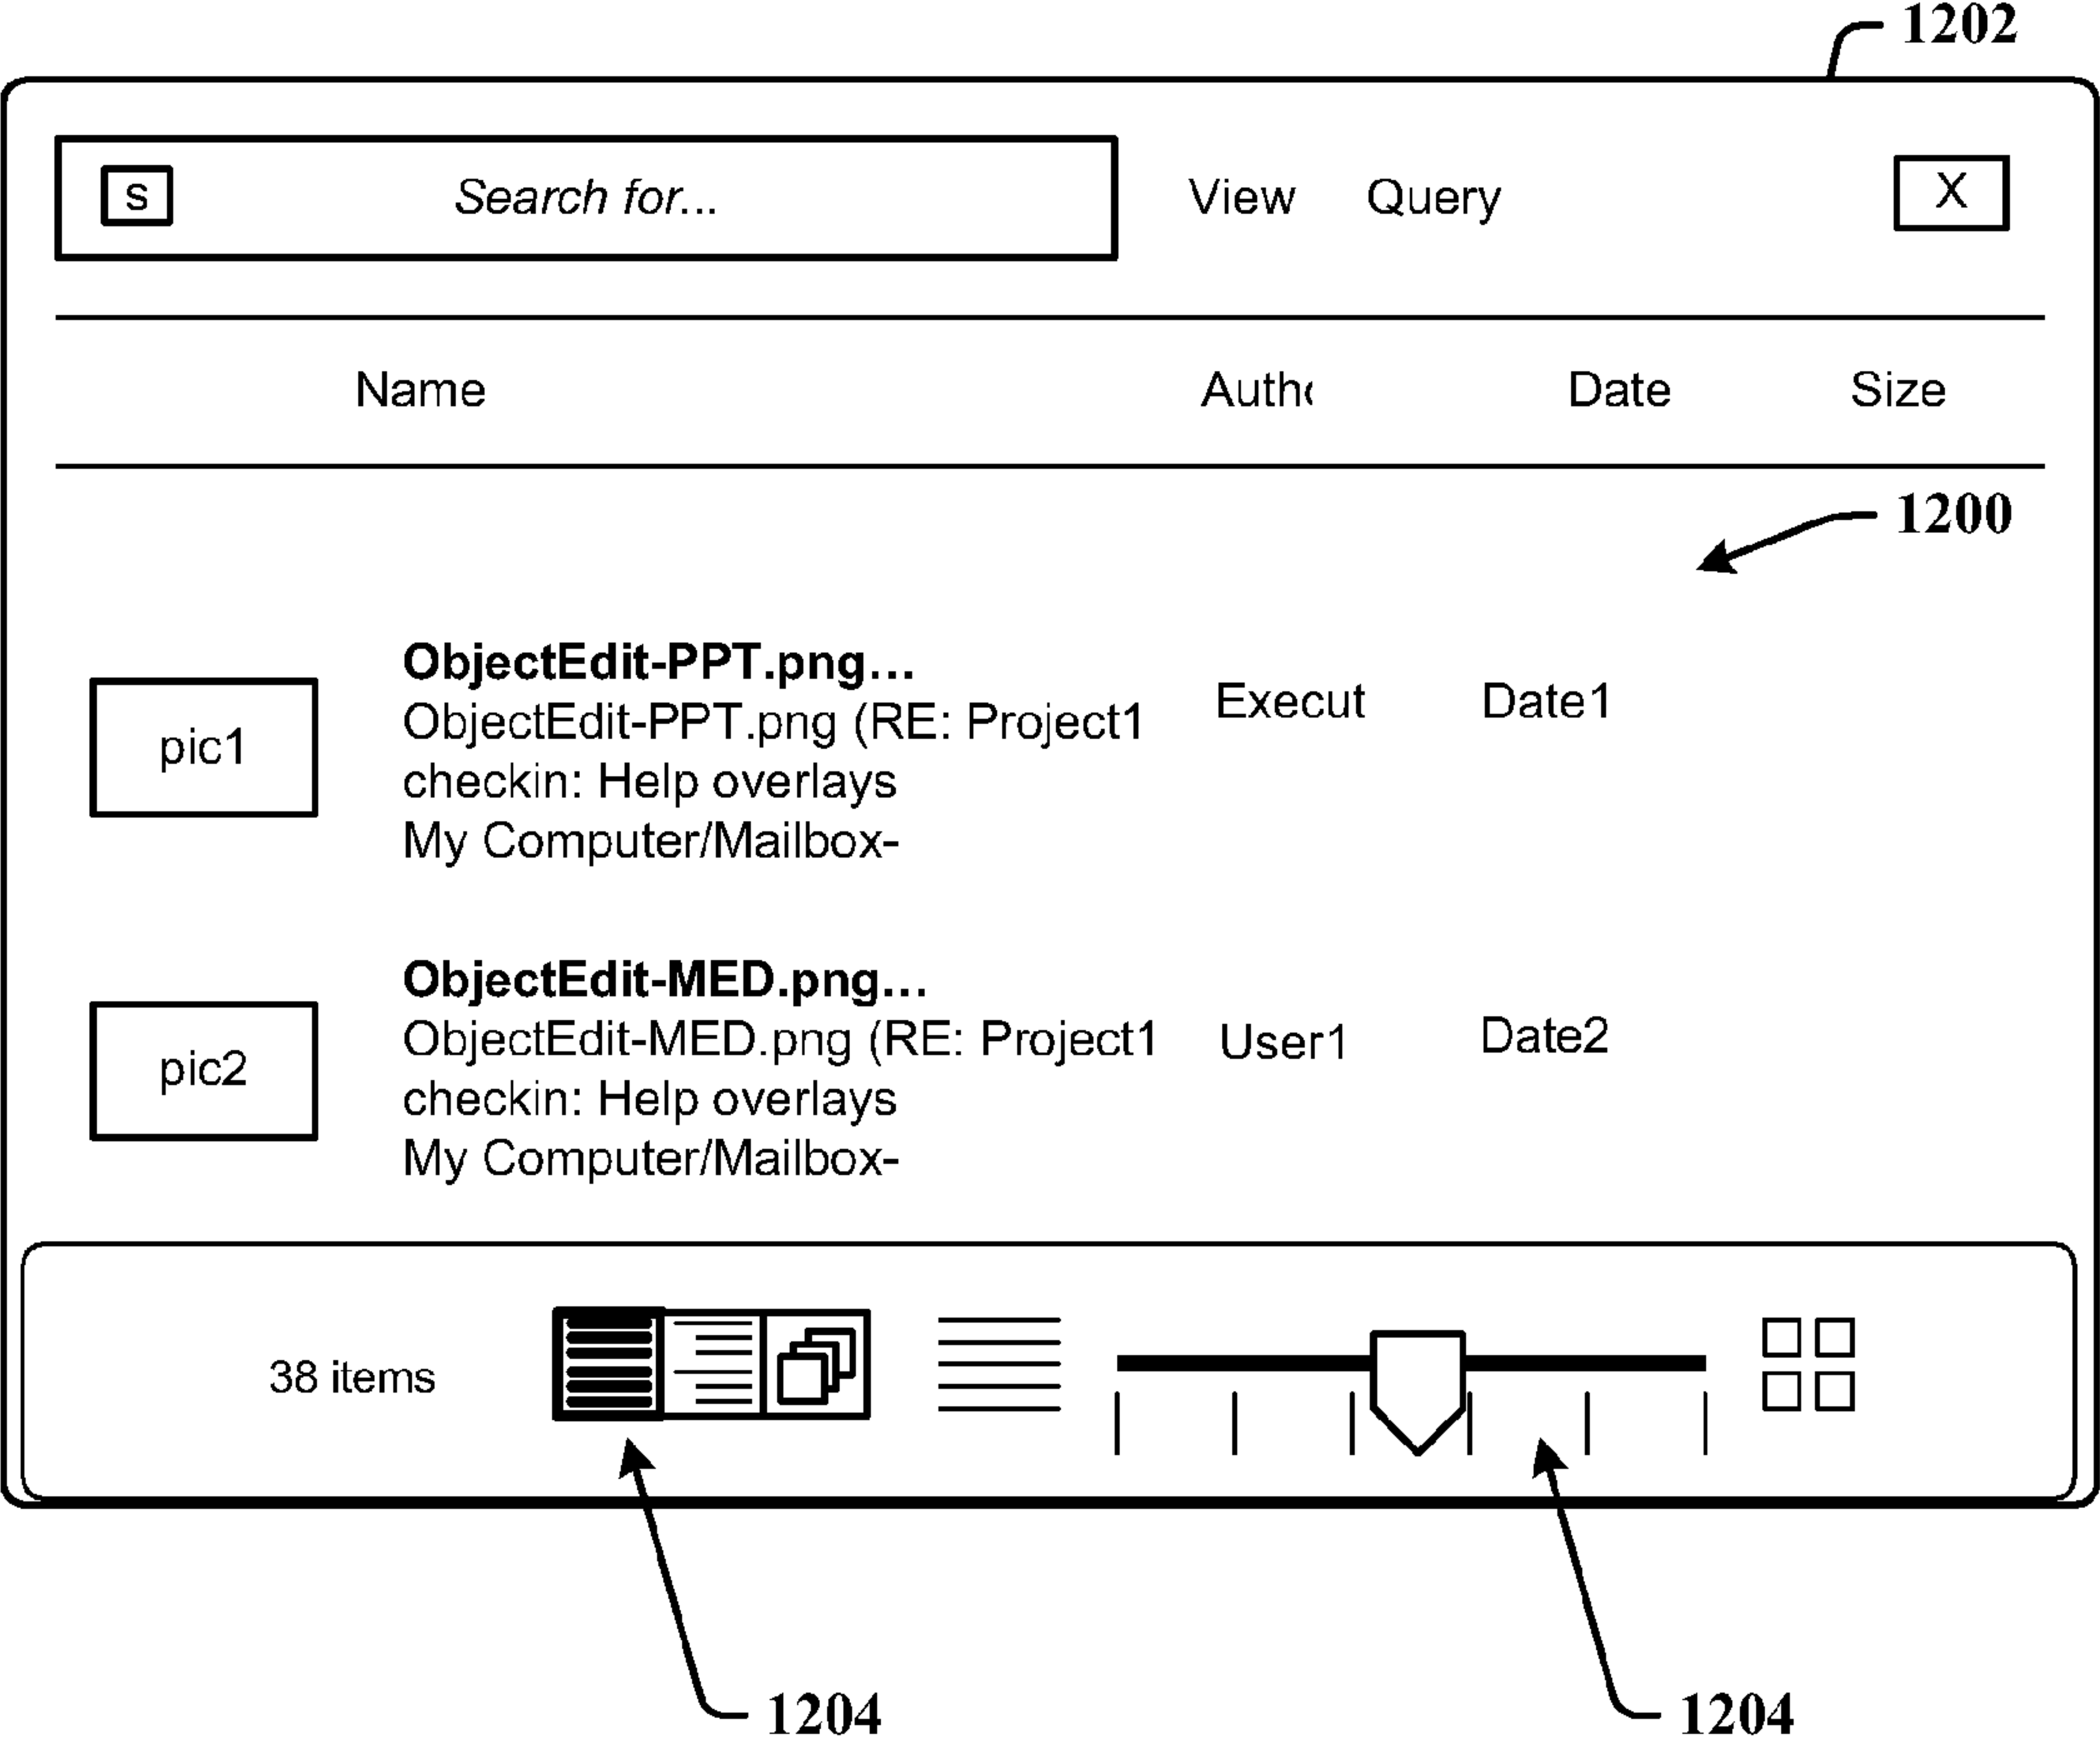 1202
S Search for... View Query X
Name Auth Date Size
1200
ObjectEdit-PPT.png...
pic1 ObjectEdit-PPT.png (RE: Project1 Execut Date1
checkin: Help overlays
My Computer/Mailbox-
ObjectEdit-MED.png...
pic2 ObjectEdit-MED.png (RE: Project1 User1 Date2
checkin: Help overlays
My Computer/Mailbox-
38 items
1204 1204